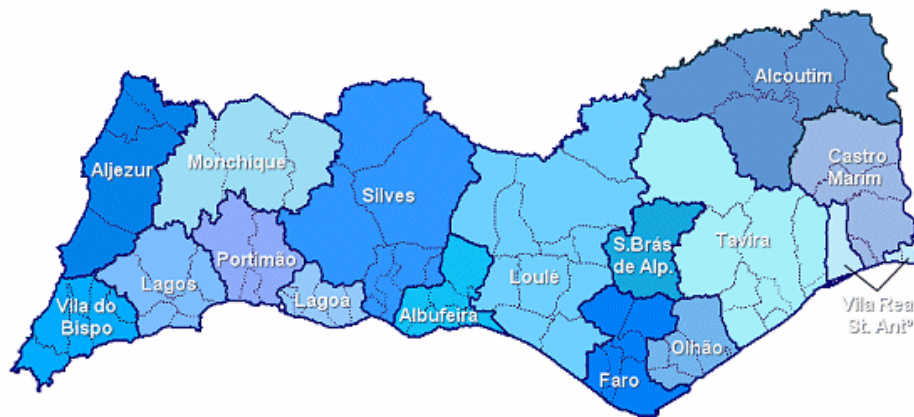 Alcoutim
Aljezur
Monchique
Castro
Marim
Silves
S.Brás
de Alp.
Tavira
Portimão
Lagos
Loulé
Lagoa
Vila do
Bispo
Albufeira
Vila Rea
St. Antº
Olhão
Faro